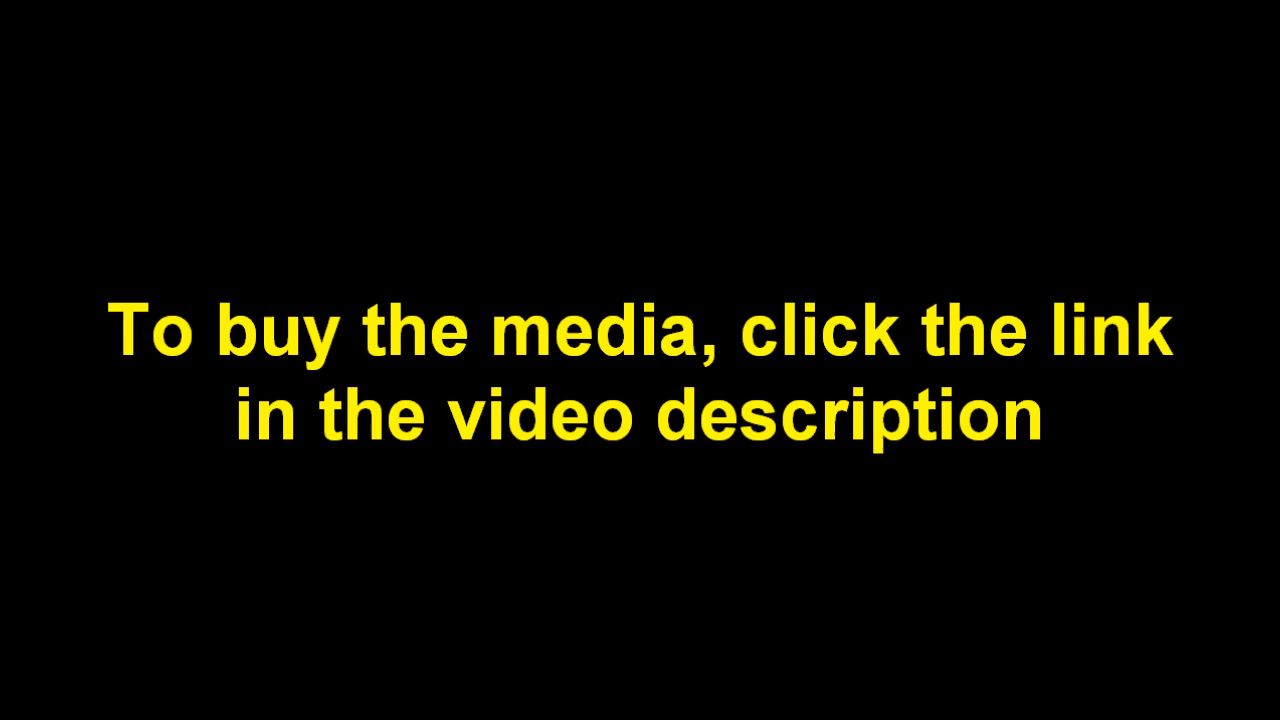 To buy the media, click the link
in the video description